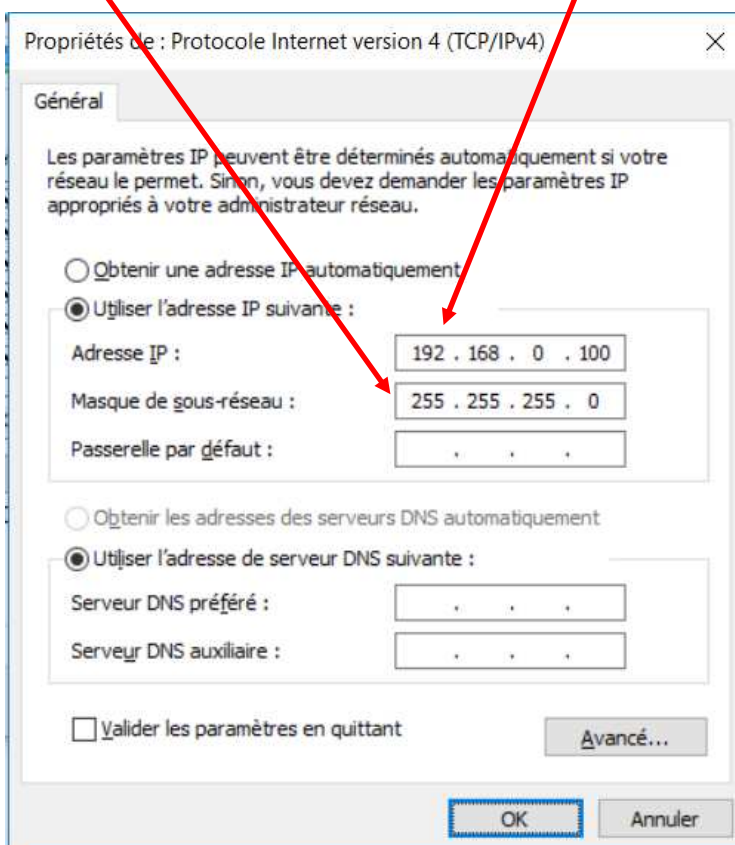 Propriétés de : Protocole Internet version 4 (TCP/IPv4)
Général
Les paramètres IP peuvent être déterminés automatiquement si votre
réseau le permet. Sinon, vous devez demander les paramètres IP
appropriés à votre administrateur réseau.
Obtenir une adresse IP automatiquement
Utiliser l'adresse IP suivante :
Adresse IP : 192 . 168 . 0 . 100
Masque de sous-réseau : 255 . 255 . 255 . 0
Passerelle par défaut : . . .
Obtenir les adresses des serveurs DNS automatiquement
Utiliser l'adresse de serveur DNS suivante :
Serveur DNS préféré : . . .
Serveur DNS auxiliaire : . . .
Valider les paramètres en quittant
Avancé...
OK Annuler